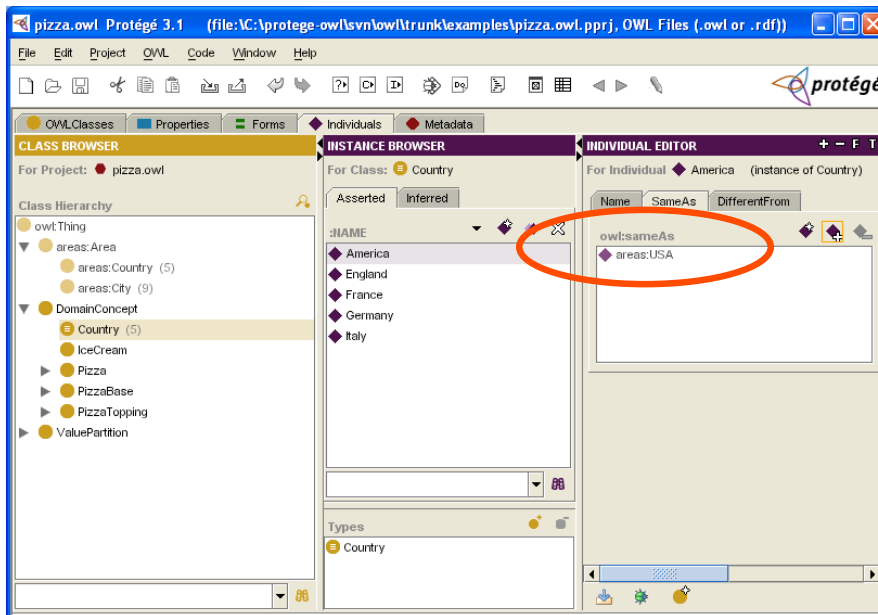 pizza.owl Protégé 3.1 (file:\C:\protege-owl\svn\owl\trunk\examples\pizza.owl.pprj, OWL Files (.owl or .rdf))
File Edit Project OWL Code Window Help
protégé
OWLClasses Properties Forms Individuals Metadata
CLASS BROWSER
For Project: pizza.owl
Class Hierarchy
owl:Thing
areas:Area
areas:Country (5)
areas:City (9)
DomainConcept
Country (5)
IceCream
Pizza
PizzaBase
PizzaTopping
ValuePartition
INSTANCE BROWSER
For Class: Country
Asserted Inferred
:NAME
America
England
France
Germany
Italy
Types
Country
INDIVIDUAL EDITOR + − F T
For Individual America (instance of Country)
Name SameAs DifferentFrom
owl:sameAs
areas:USA